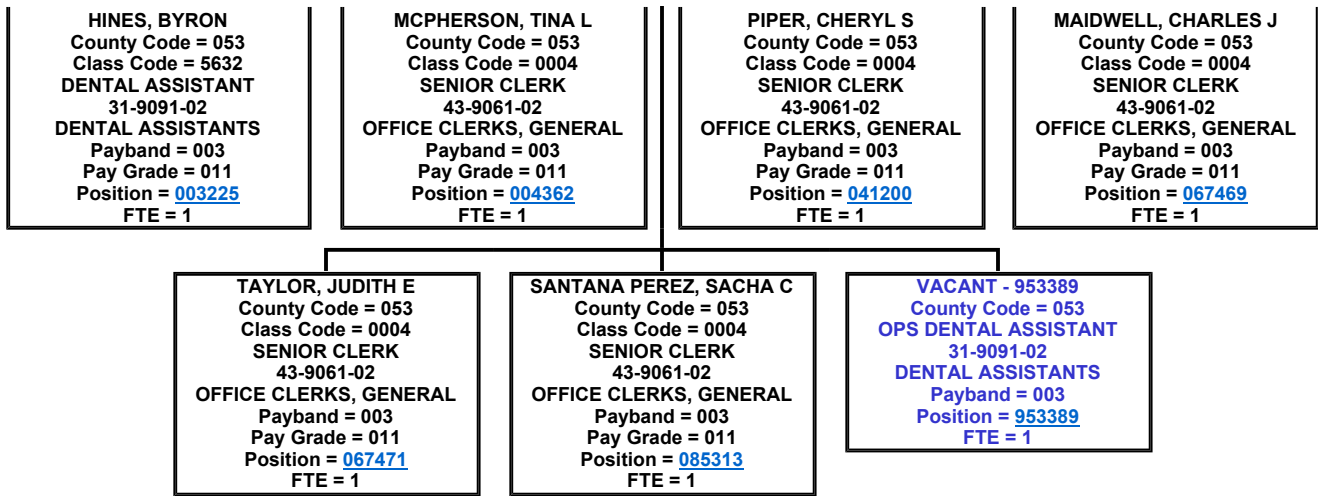 HINES, BYRON
County Code = 053
Class Code = 5632
DENTAL ASSISTANT
31-9091-02
DENTAL ASSISTANTS
Payband = 003
Pay Grade = 011
Position = 003225
FTE = 1
MCPHERSON, TINA L
County Code = 053
Class Code = 0004
SENIOR CLERK
43-9061-02
OFFICE CLERKS, GENERAL
Payband = 003
Pay Grade = 011
Position = 004362
FTE = 1
PIPER, CHERYL S
County Code = 053
Class Code = 0004
SENIOR CLERK
43-9061-02
OFFICE CLERKS, GENERAL
Payband = 003
Pay Grade = 011
Position = 041200
FTE = 1
MAIDWELL, CHARLES J
County Code = 053
Class Code = 0004
SENIOR CLERK
43-9061-02
OFFICE CLERKS, GENERAL
Payband = 003
Pay Grade = 011
Position = 067469
FTE = 1
TAYLOR, JUDITH E
County Code = 053
Class Code = 0004
SENIOR CLERK
43-9061-02
OFFICE CLERKS, GENERAL
Payband = 003
Pay Grade = 011
Position = 067471
FTE = 1
SANTANA PEREZ, SACHA C
County Code = 053
Class Code = 0004
SENIOR CLERK
43-9061-02
OFFICE CLERKS, GENERAL
Payband = 003
Pay Grade = 011
Position = 085313
FTE = 1
VACANT - 953389
County Code = 053
OPS DENTAL ASSISTANT
31-9091-02
DENTAL ASSISTANTS
Payband = 003
Position = 953389
FTE = 1